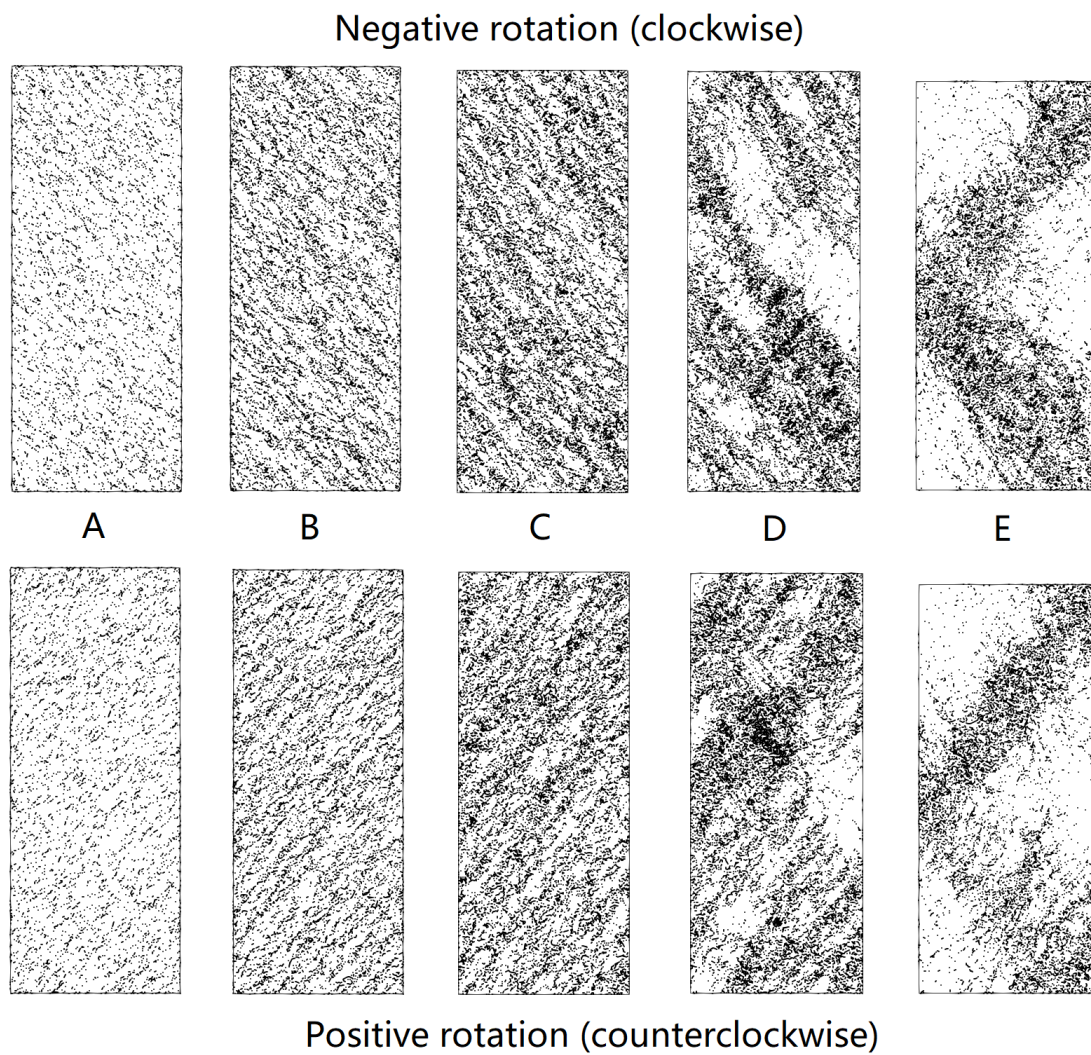 Negative rotation (clockwise)
A B C D E
Positive rotation (counterclockwise)